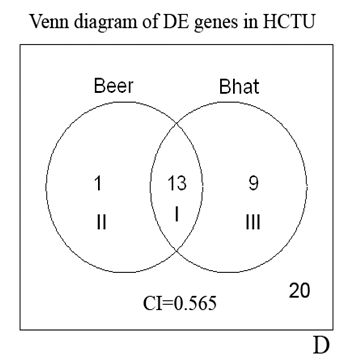 Venn diagram of DE genes in HCTU
Beer Bhat
1 13 9
II I III
CI=0.565 20
D